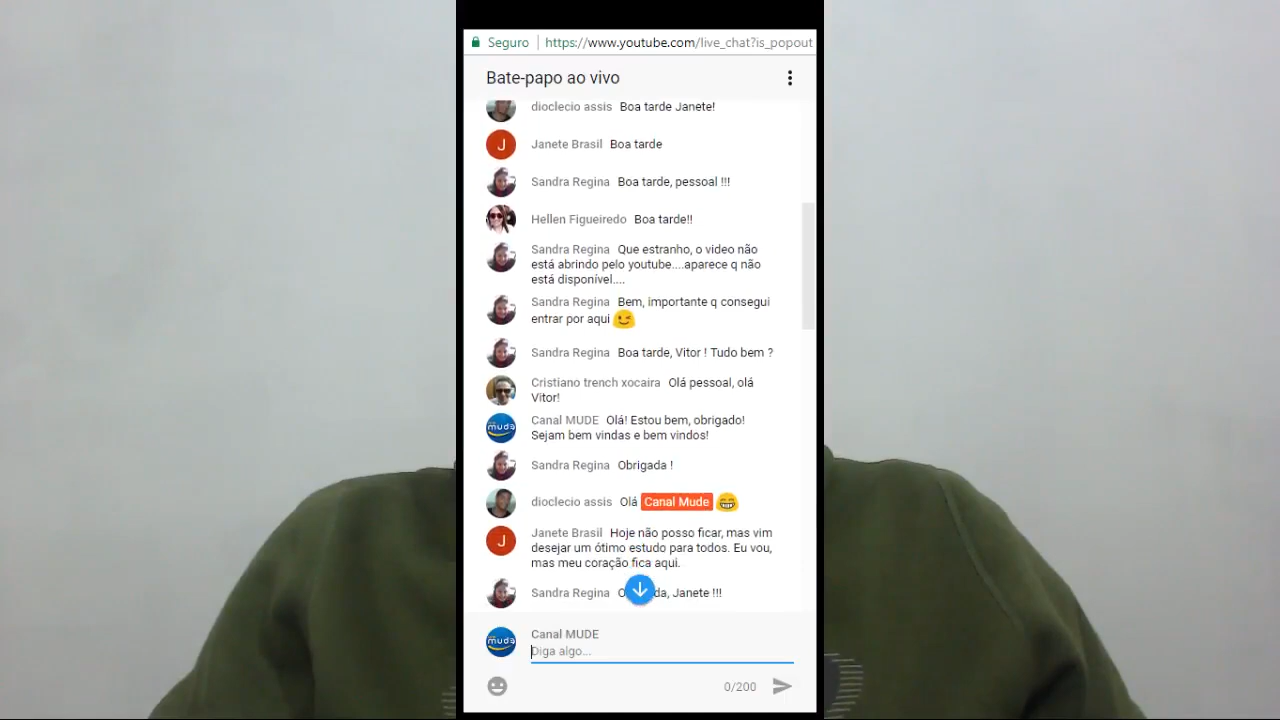 Seguro
https://www.youtube.com/live_chat?is_popout
Bate-papo ao vivo
dioclecio assis Boa tarde Janete!
J
Janete Brasil Boa tarde
Sandra Regina Boa tarde, pessoal !!!
Hellen Figueiredo Boa tarde!!
Sandra Regina Que estranho, o video não
está abrindo pelo youtube....aparece q não
está disponível....
Sandra Regina Bem, importante q consegui
entrar por aqui 😉
Sandra Regina Boa tarde, Vitor ! Tudo bem ?
Cristiano trench xocaira Olá pessoal, olá
Vitor!
muda
Canal MUDE Olá! Estou bem, obrigado!
Sejam bem vindas e bem vindos!
Sandra Regina Obrigada !
dioclecio assis Olá Canal Mude 😁
J
Janete Brasil Hoje não posso ficar, mas vim
desejar um ótimo estudo para todos. Eu vou,
mas meu coração fica aqui.
Sandra Regina Janete !!!
muda
Canal MUDE
Diga algo...
0/200